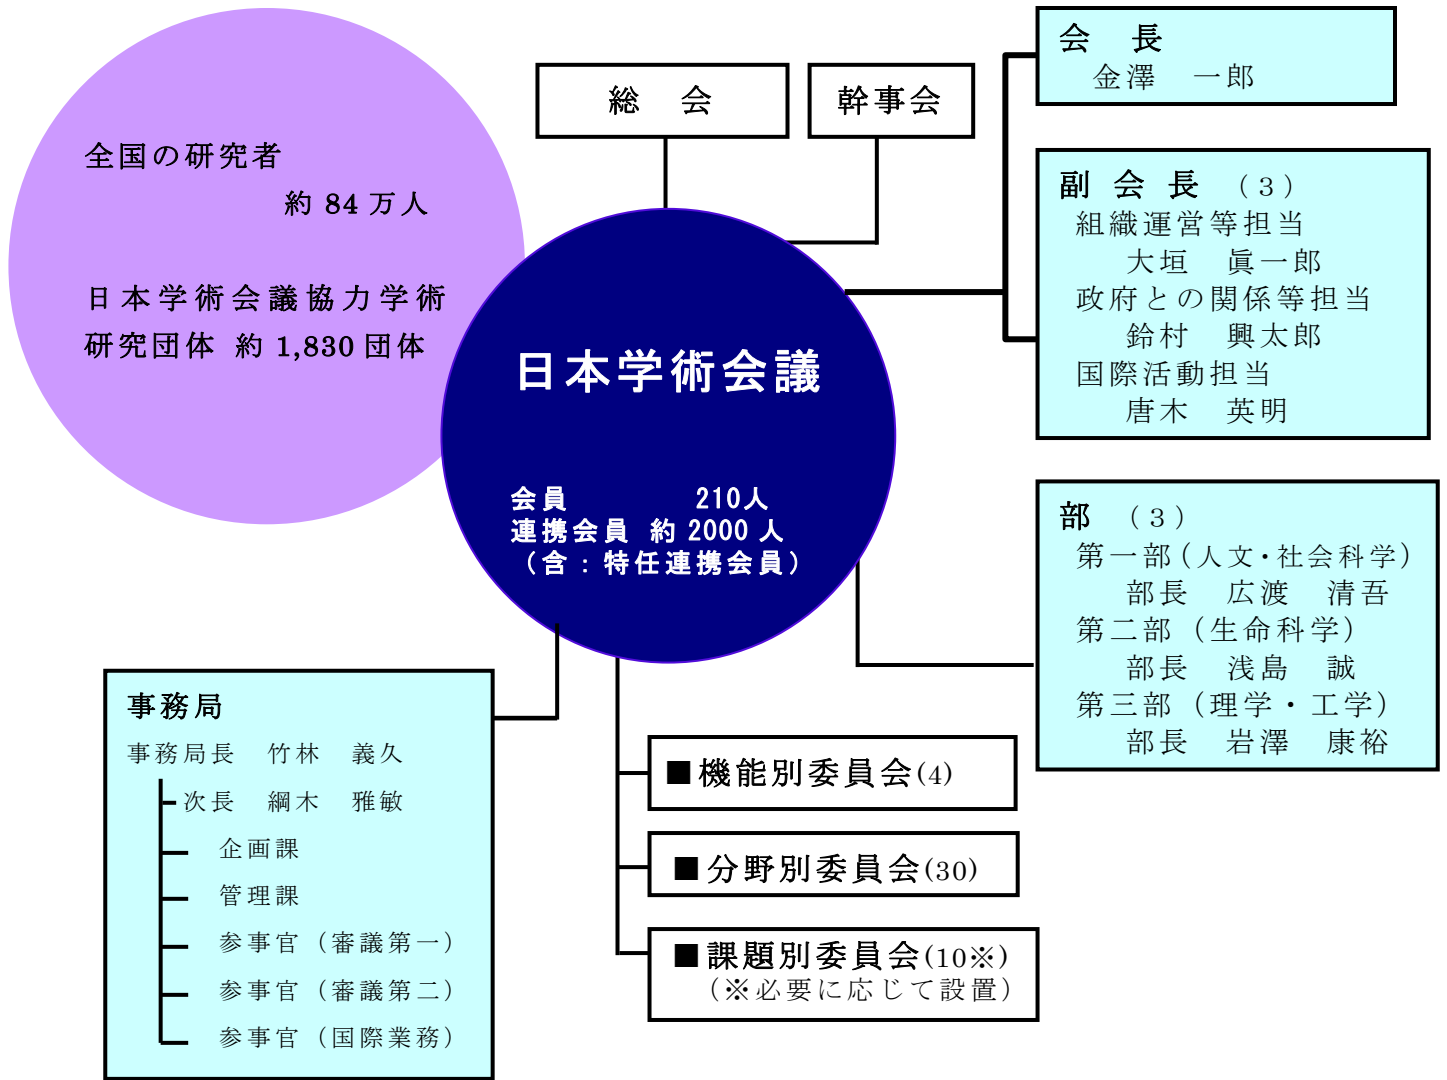 全国の研究者
約 84 万人
日本学術会議協力学術
研究団体 約 1,830 団体
総　会
幹事会
日本学術会議
会員　　　　210人
連携会員 約 2000 人
（含：特任連携会員）
会　長
金澤　一郎
副 会 長 （３）
組織運営等担当
大垣　眞一郎
政府との関係等担当
鈴村　興太郎
国際活動担当
唐木　英明
部 （３）
第一部（人文・社会科学）
部長　広渡　清吾
第二部（生命科学）
部長　浅島　誠
第三部（理学・工学）
部長　岩澤　康裕
事務局
事務局長　竹林　義久
次長　綱木　雅敏
企画課
管理課
参事官（審議第一）
参事官（審議第二）
参事官（国際業務）
■機能別委員会(4)
■分野別委員会(30)
■課題別委員会(10※)
（※必要に応じて設置）